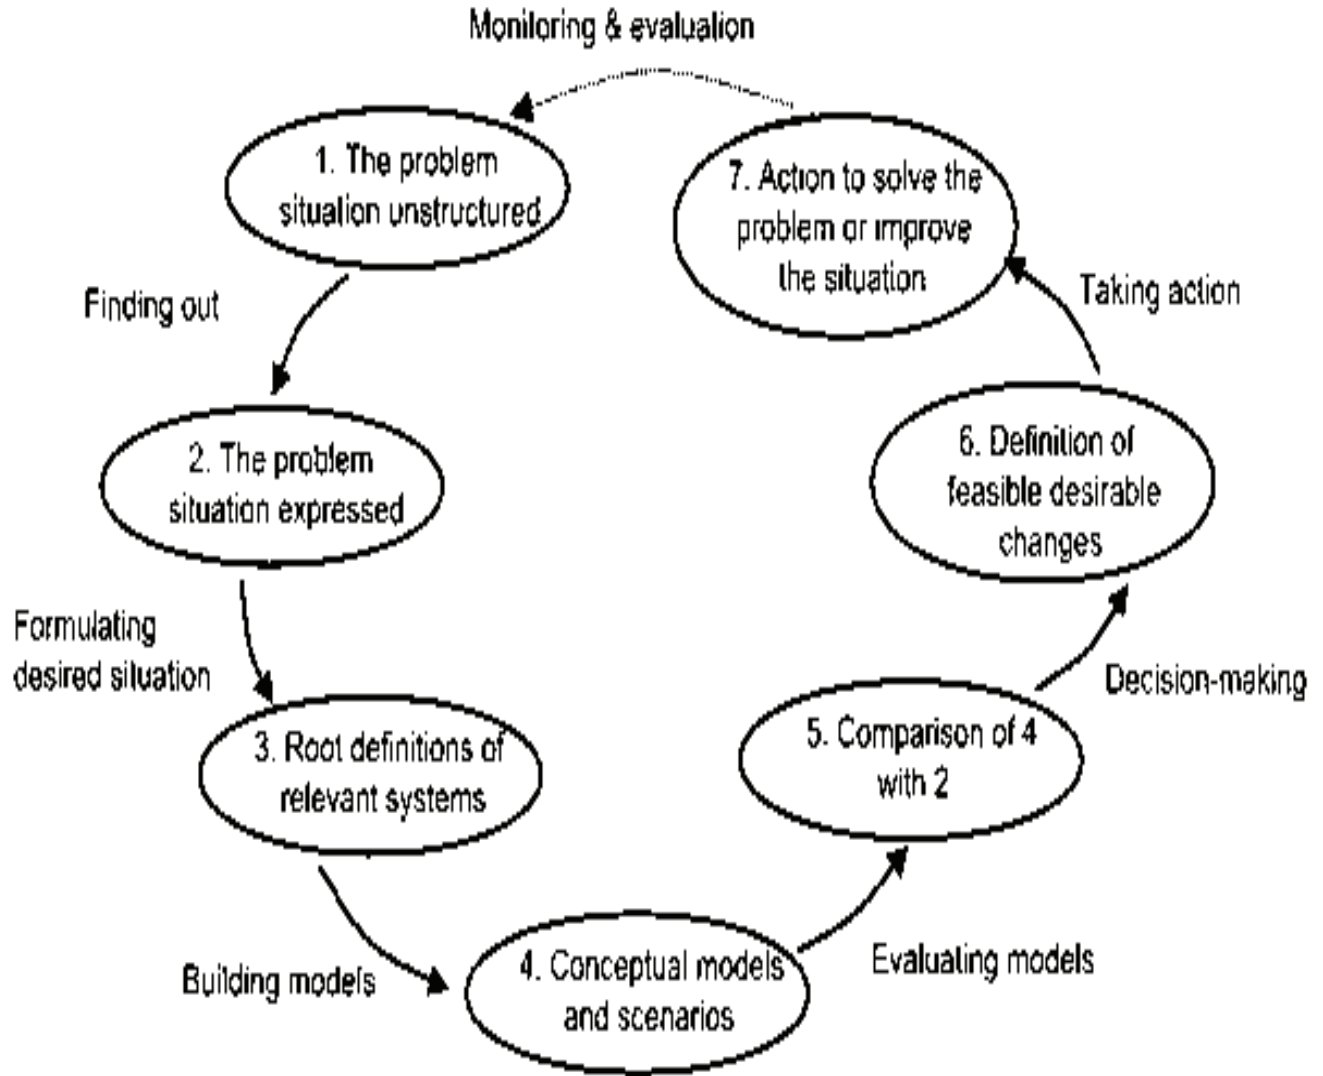 Monitoring & evaluation
1. The problem
situation unstructured
7. Action to solve the
problem or improve
the situation
Finding out
Taking action
2. The problem
situation expressed
6. Definition of
feasible desirable
changes
Formulating
desired situation
Decision-making
3. Root definitions of
relevant systems
5. Comparison of 4
with 2
Building models
4. Conceptual models
and scenarios
Evaluating models